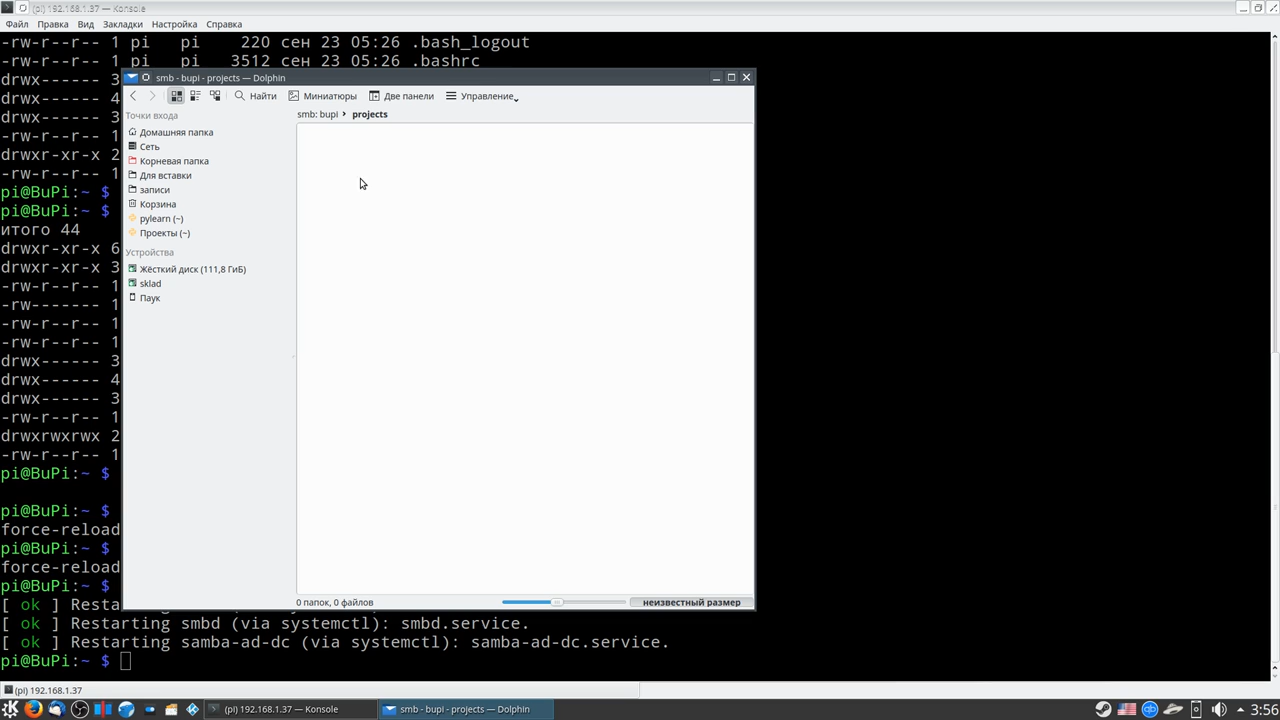 (pi) 192.168.1.37 — Konsole
Файл Правка Вид Закладки Настройка Справка
-rw-r--r-- 1 pi pi 220 сен 23 05:26 .bash_logout
-rw-r--r-- 1 pi pi 3512 сен 23 05:26 .bashrc
drwx------ 3
drwx------ 4
drwx------ 3
-rw-r--r-- 1
drwxr-xr-x 2
-rw-r--r-- 1
pi@BuPi:~ $
pi@BuPi:~ $
итого 44
drwxr-xr-x 6
drwxr-xr-x 3
-rw-r--r-- 1
-rw------- 1
-rw-r--r-- 1
-rw-r--r-- 1
drwx------ 3
drwx------ 4
drwx------ 3
-rw-r--r-- 1
drwxrwxrwx 2
-rw-r--r-- 1
pi@BuPi:~ $
pi@BuPi:~ $
force-reload
pi@BuPi:~ $
force-reload
pi@BuPi:~ $
[ ok ] Resta
[ ok ] Restarting smbd (via systemctl): smbd.service.
[ ok ] Restarting samba-ad-dc (via systemctl): samba-ad-dc.service.
pi@BuPi:~ $
smb - bupi - projects — Dolphin
Найти Миниатюры Две панели Управление
Точки входа
Домашняя папка
Сеть
Корневая папка
Для вставки
записи
Корзина
pylearn (~)
Проекты (~)
Устройства
Жёсткий диск (111,8 ГиБ)
sklad
Паук
smb: bupi projects
0 папок, 0 файлов
неизвестный размер
(pi) 192.168.1.37
(pi) 192.168.1.37 — Konsole
smb - bupi - projects — Dolphin
3:56